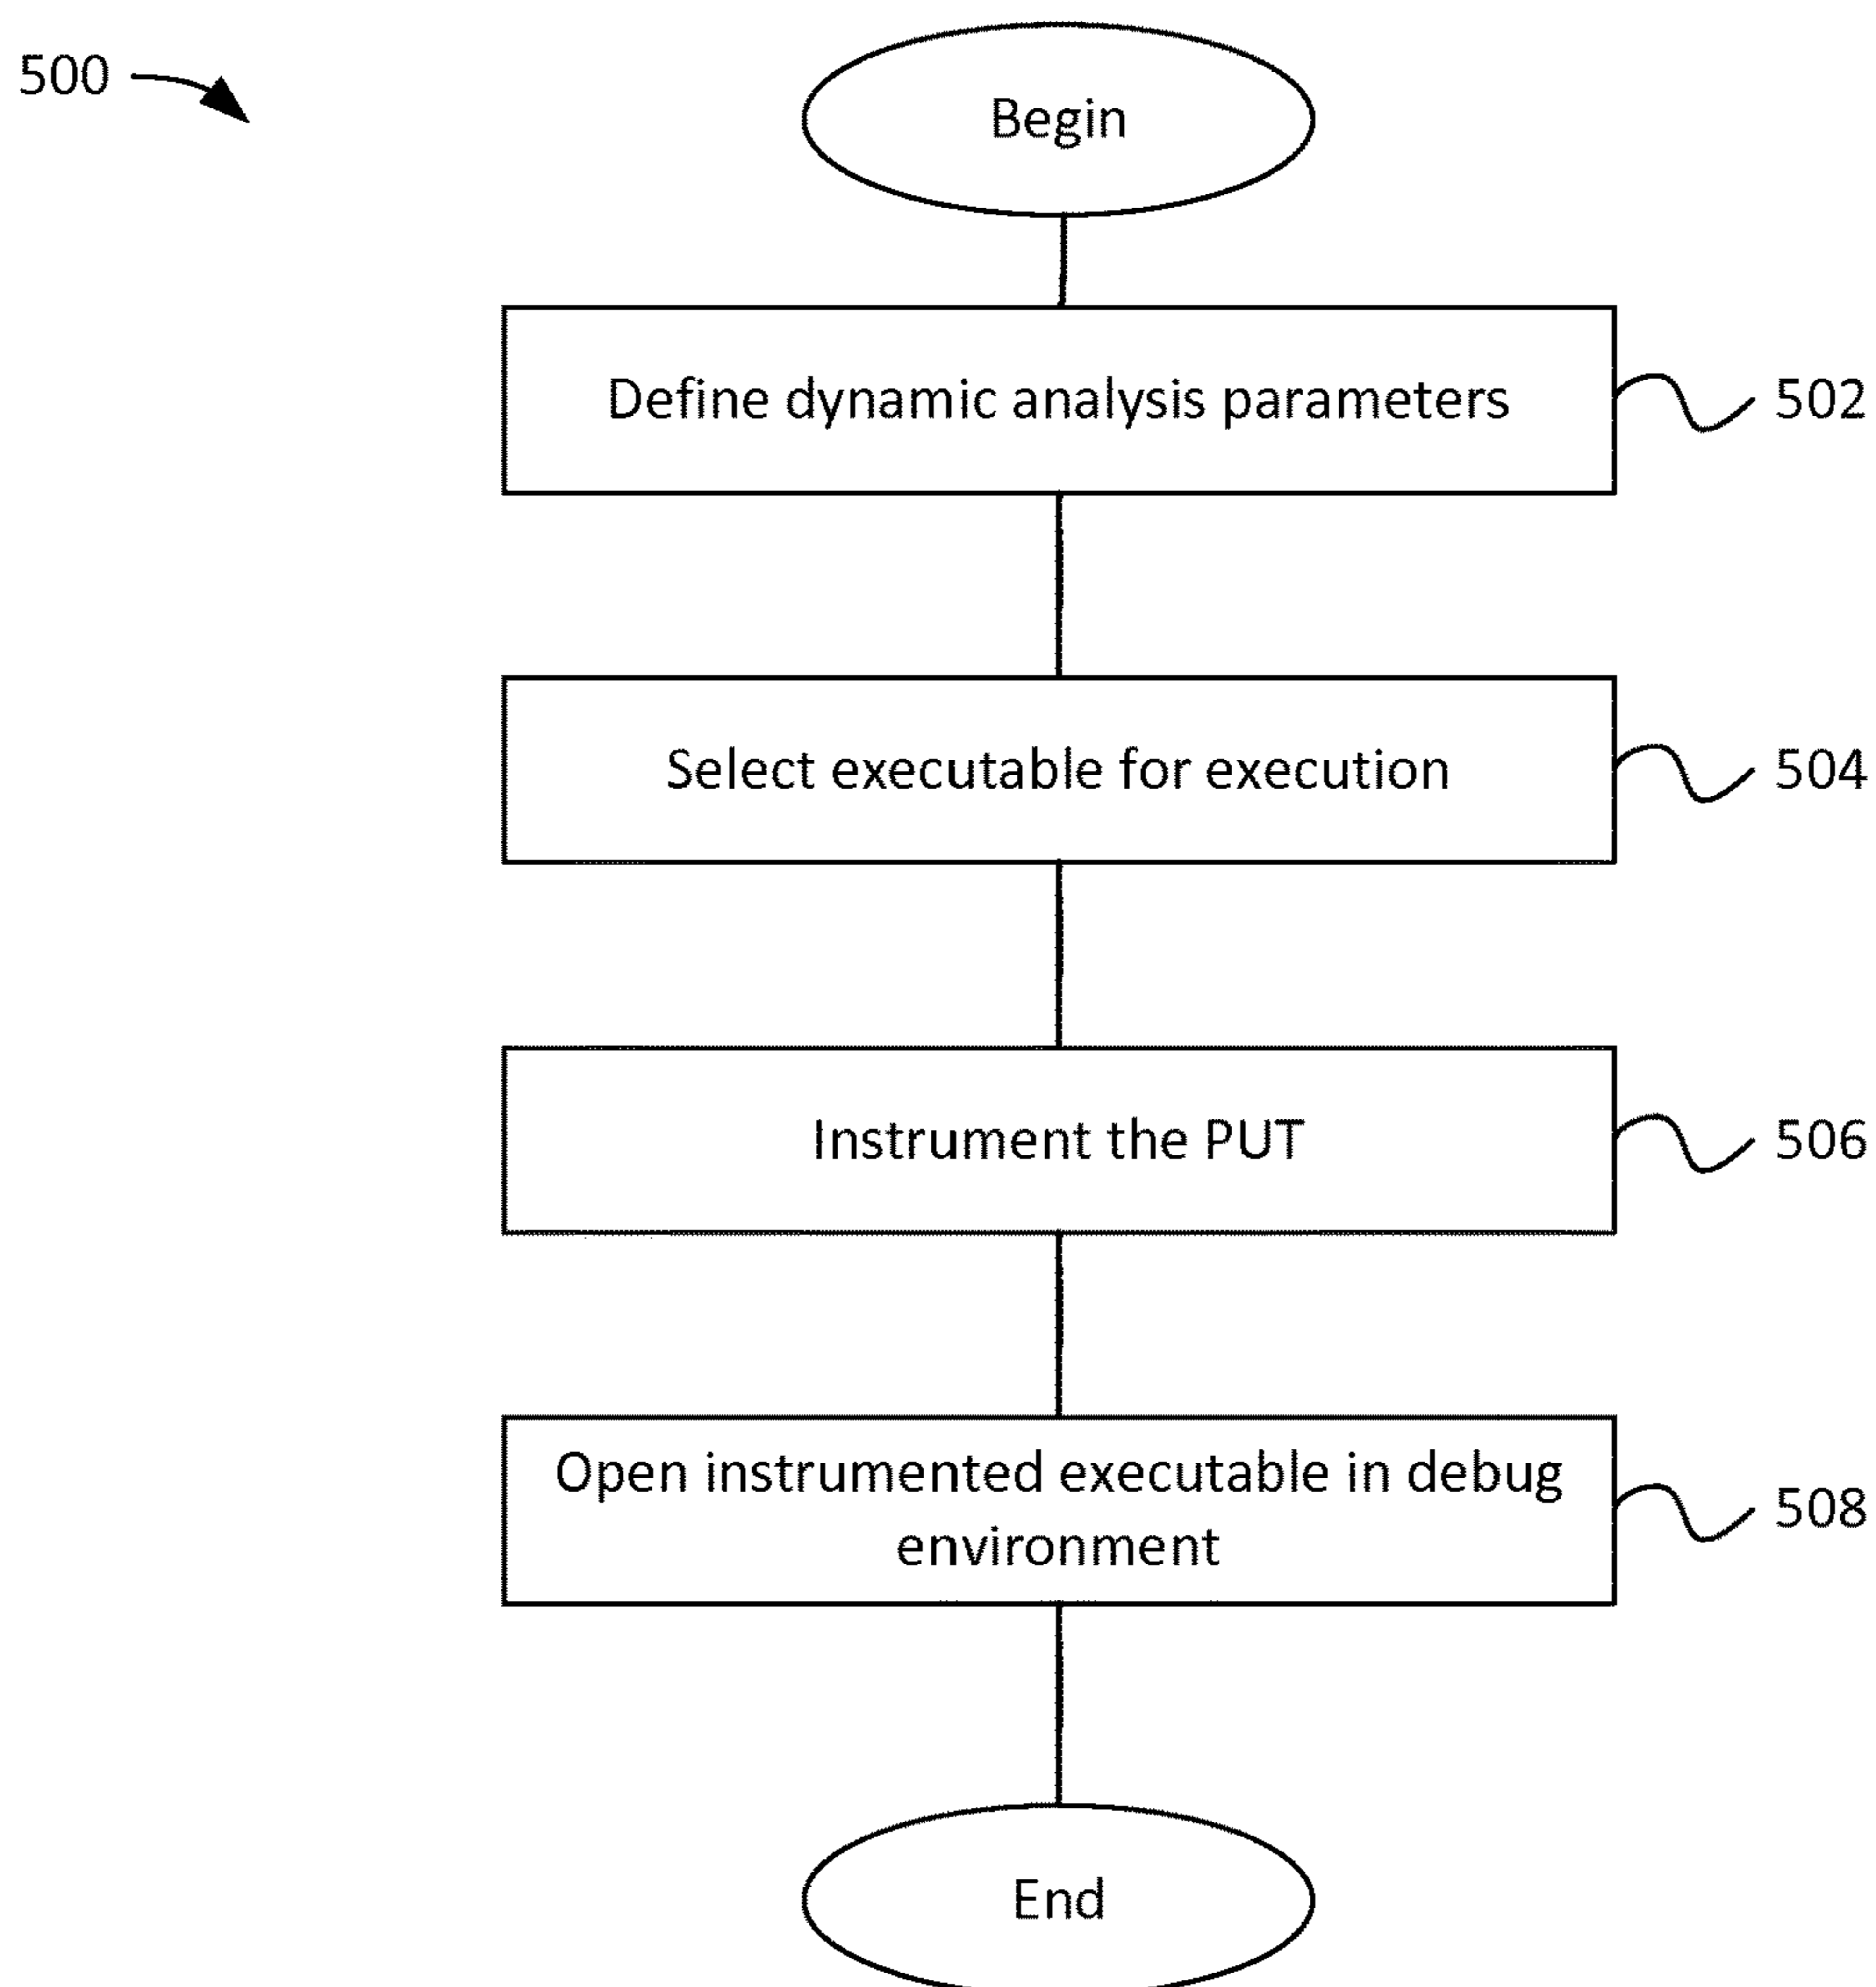 500
Begin
Define dynamic analysis parameters
502
Select executable for execution
504
Instrument the PUT
506
Open instrumented executable in debug
environment
508
End